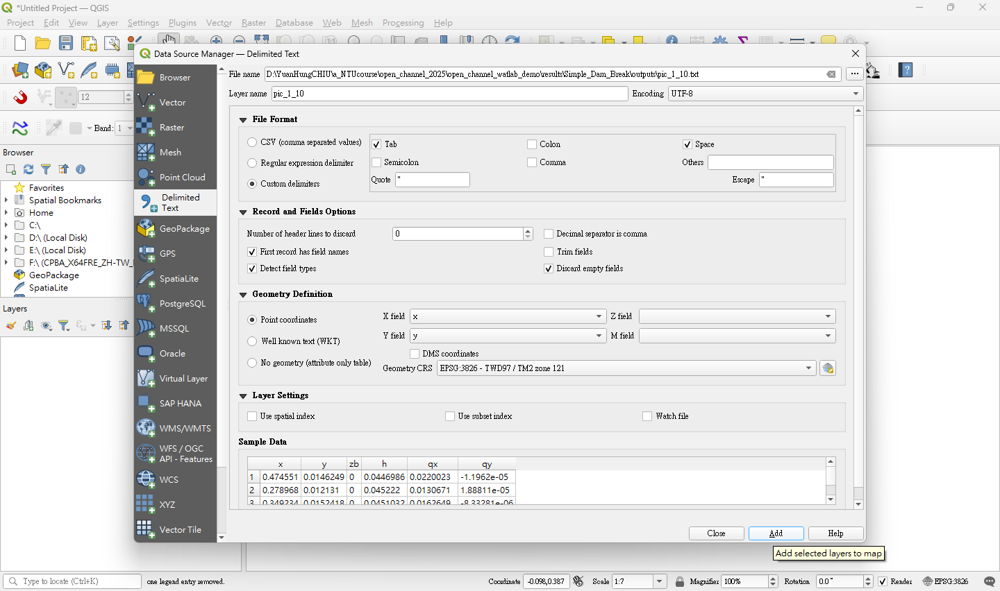 *Untitled Project — QGIS
Project Edit View Layer Settings Plugins Vector Raster Database Web Mesh Processing Help
Data Source Manager — Delimited Text
File name D:\YuanHungCHIU\a_NTUcourse\open_channel_2025\open_channel_watlab_demo\results\Simple_Dam_Break\outputs\pic_1_10.txt
Layer name pic_1_10 Encoding UTF-8
Browser
Vector
Raster
Mesh
Point Cloud
Delimited
Text
GeoPackage
GPS
SpatiaLite
PostgreSQL
MSSQL
Oracle
Virtual Layer
SAP HANA
WMS/WMTS
WFS / OGC
API - Features
WCS
XYZ
Vector Tile
File Format
CSV (comma separated values) Tab Colon Space
Regular expression delimiter Semicolon Comma Others
Custom delimiters Quote " Escape "
Record and Fields Options
Number of header lines to discard 0 Decimal separator is comma
First record has field names Trim fields
Detect field types Discard empty fields
Geometry Definition
Point coordinates X field x Z field
Well known text (WKT) Y field y M field
DMS coordinates
No geometry (attribute only table) Geometry CRS EPSG:3826 - TWD97 / TM2 zone 121
Layer Settings
Use spatial index Use subset index Watch file
Sample Data
x y zb h qx qy
1 0.474551 0.0146249 0 0.0446986 0.0220023 -1.1962e-05
2 0.278968 0.012131 0 0.045222 0.0130671 1.88811e-05
3 0.349234 0.0152418 0 0.0451032 0.0162649 -8.33281e-06
Close Add Help
Add selected layers to map
12
Band: 1
Browser
Favorites
Spatial Bookmarks
Home
C:\
D:\ (Local Disk)
E:\ (Local Disk)
F:\ (CPBA_X64FRE_ZH-TW_
GeoPackage
SpatiaLite
Layers
Type to locate (Ctrl+K) one legend entry removed. Coordinate -0.098,0.387 Scale 1:7 Magnifier 100% Rotation 0.0 ° Render EPSG:3826